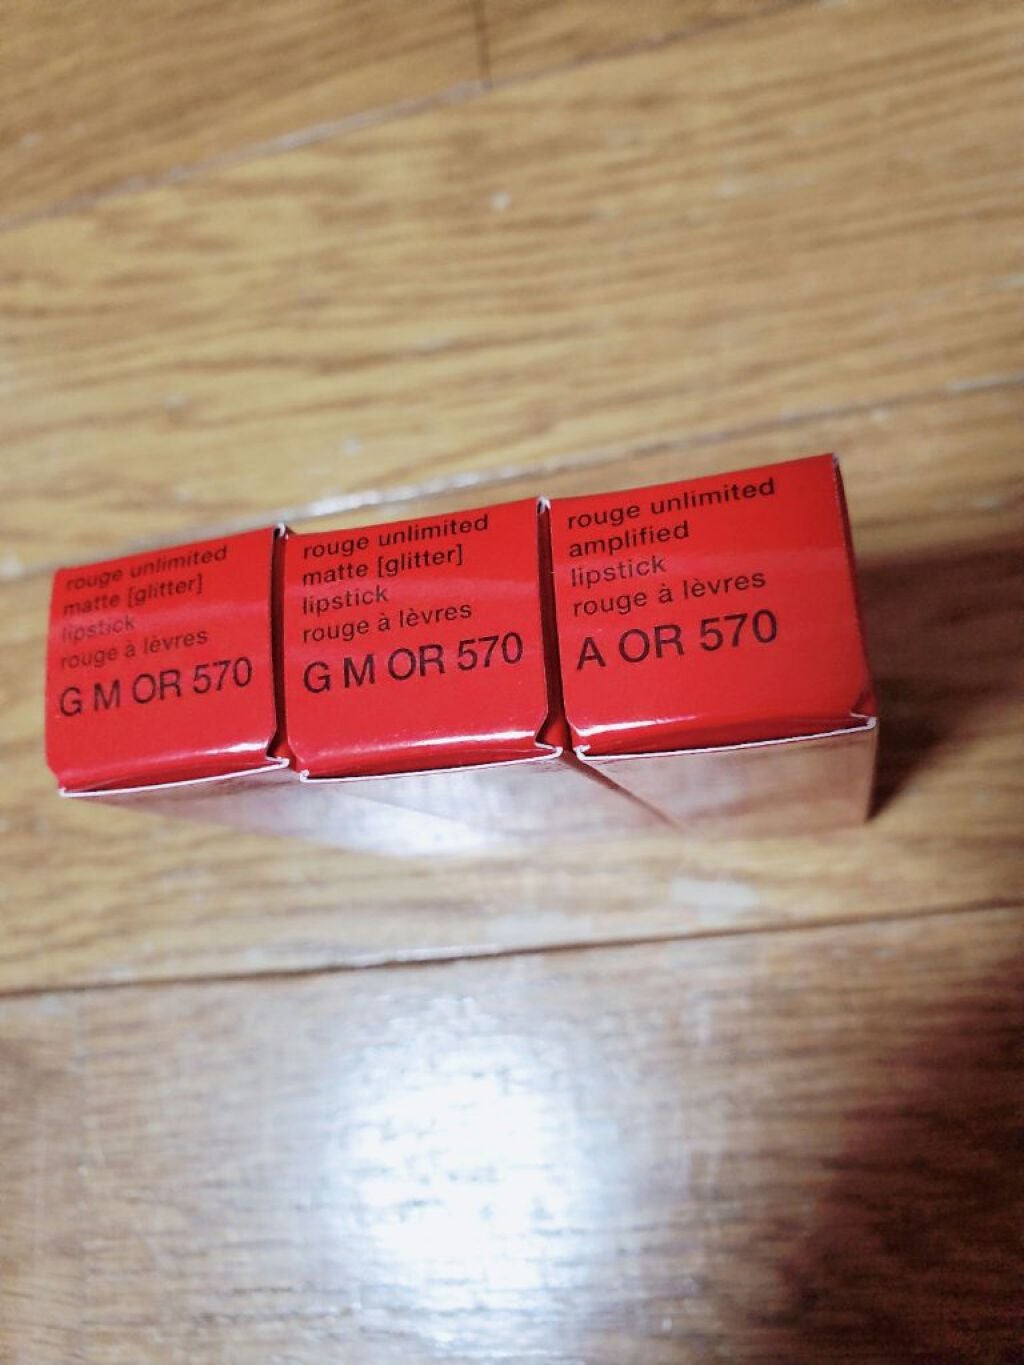 rouge unlimited
matte [glitter]
lipstick
rouge à lèvres
G M OR 570
rouge unlimited
matte [glitter]
lipstick
rouge à lèvres
G M OR 570
rouge unlimited
amplified
lipstick
rouge à lèvres
A OR 570